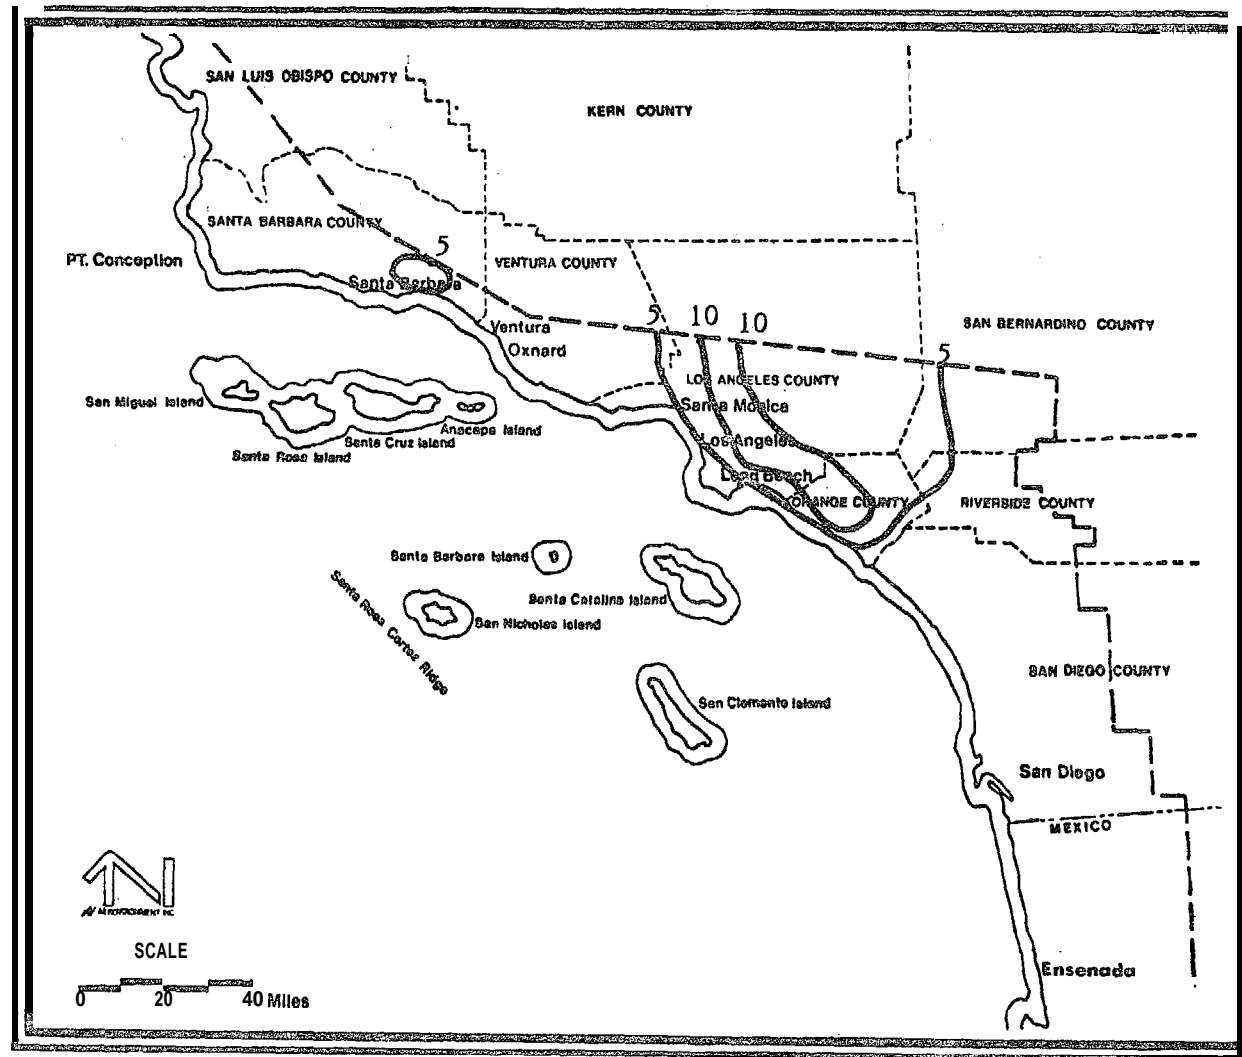 SAN LUIS OBISPO COUNTY
KERN COUNTY
SANTA BARBARA COUNTY
5
PT. Conception
VENTURA COUNTY
Santa Barbara
5 10 10
Ventura
SAN BERNARDINO COUNTY
Oxnard
5
LOS ANGELES COUNTY
San Miguel Island
Santa Monica
Anacapa Island
Santa Cruz Island
Los Angeles
Santa Rosa Island
Long Beach
ORANGE COUNTY
RIVERSIDE COUNTY
Santa Barbara Island
Santa Rosa Cortez Ridge
Santa Catalina Island
San Nicholas Island
SAN DIEGO COUNTY
San Clemente Island
San Diego
MEXICO
N
SCALE
Ensenada
0 20 40 Miles